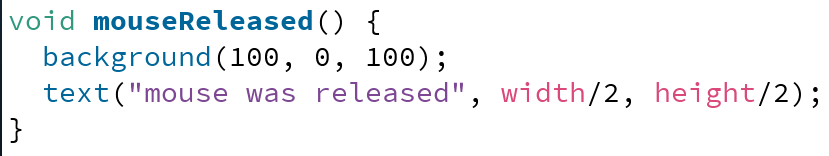 void mouseReleased() {
  background(100, 0, 100);
  text("mouse was released", width/2, height/2);
}